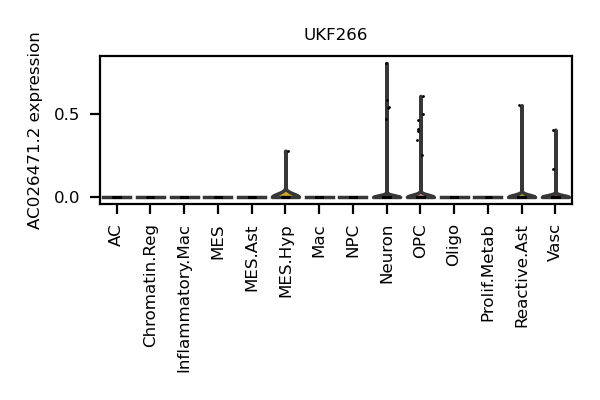 UKF266
AC026471.2 expression
0.5
0.0
AC
Chromatin.Reg
Inflammatory.Mac
MES
MES.Ast
MES.Hyp
Mac
NPC
Neuron
OPC
Oligo
Prolif.Metab
Reactive.Ast
Vasc